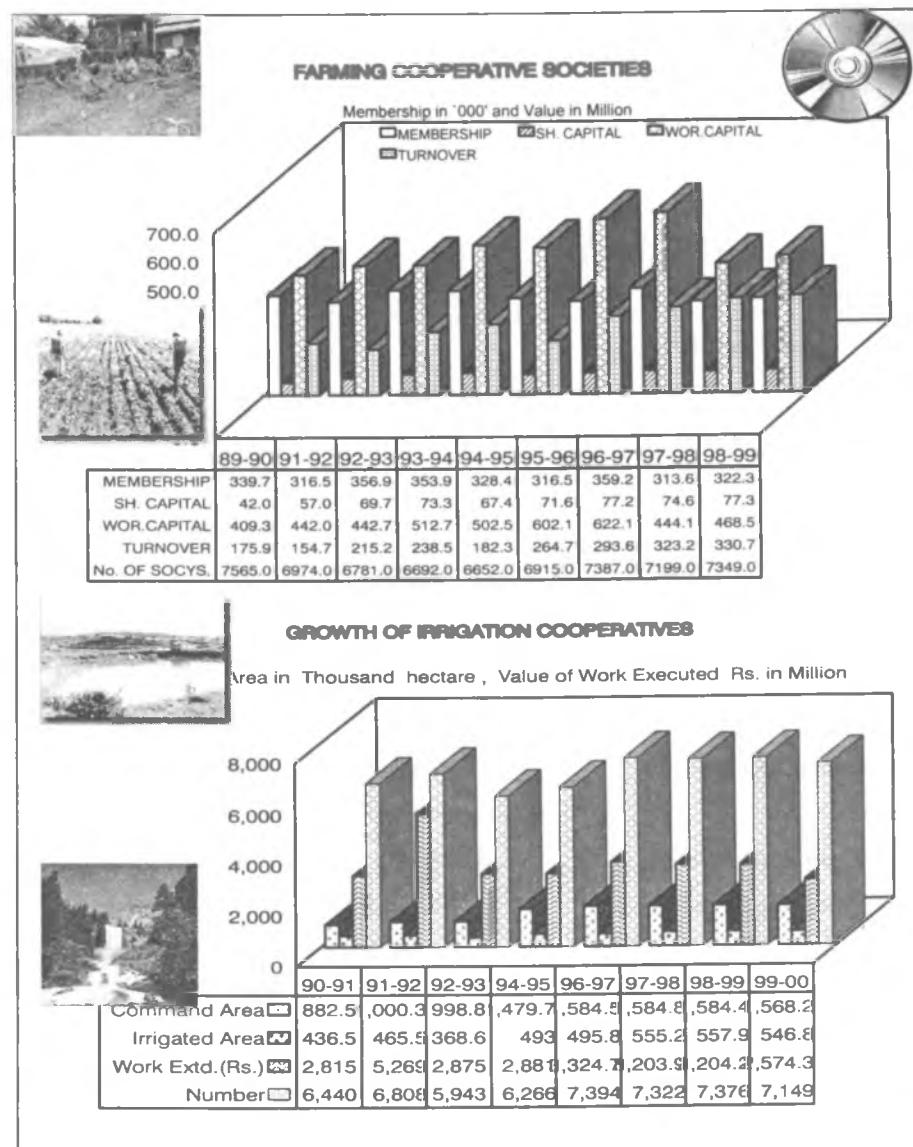 FARMING COOPERATIVE SOCIETIES
Membership in `000' and Value in Million
MEMBERSHIP SH. CAPITAL WOR.CAPITAL
TURNOVER
700.0
600.0
500.0
89-90 91-92 92-93 93-94 94-95 95-96 96-97 97-98 98-99
MEMBERSHIP 339.7 316.5 356.9 353.9 328.4 316.5 359.2 313.6 322.3
SH. CAPITAL 42.0 57.0 69.7 73.3 67.4 71.6 77.2 74.6 77.3
WOR.CAPITAL 409.3 442.0 442.7 512.7 502.5 602.1 622.1 444.1 468.5
TURNOVER 175.9 154.7 215.2 238.5 182.3 264.7 293.6 323.2 330.7
No. OF SOCYS. 7565.0 6974.0 6781.0 6692.0 6652.0 6915.0 7387.0 7199.0 7349.0
GROWTH OF IRRIGATION COOPERATIVES
Area in Thousand hectare , Value of Work Executed Rs. in Million
8,000
6,000
4,000
2,000
0
90-91 91-92 92-93 94-95 96-97 97-98 98-99 99-00
Command Area 882.5 ,000.3 998.8 ,479.7 ,584.5 ,584.8 ,584.4 ,568.2
Irrigated Area 436.5 465.5 368.6 493 495.8 555.2 557.9 546.8
Work Extd.(Rs.) 2,815 5,269 2,875 2,881 ,324.7 ,203.9 ,204.2 ,574.3
Number 6,440 6,808 5,943 6,266 7,394 7,322 7,376 7,149